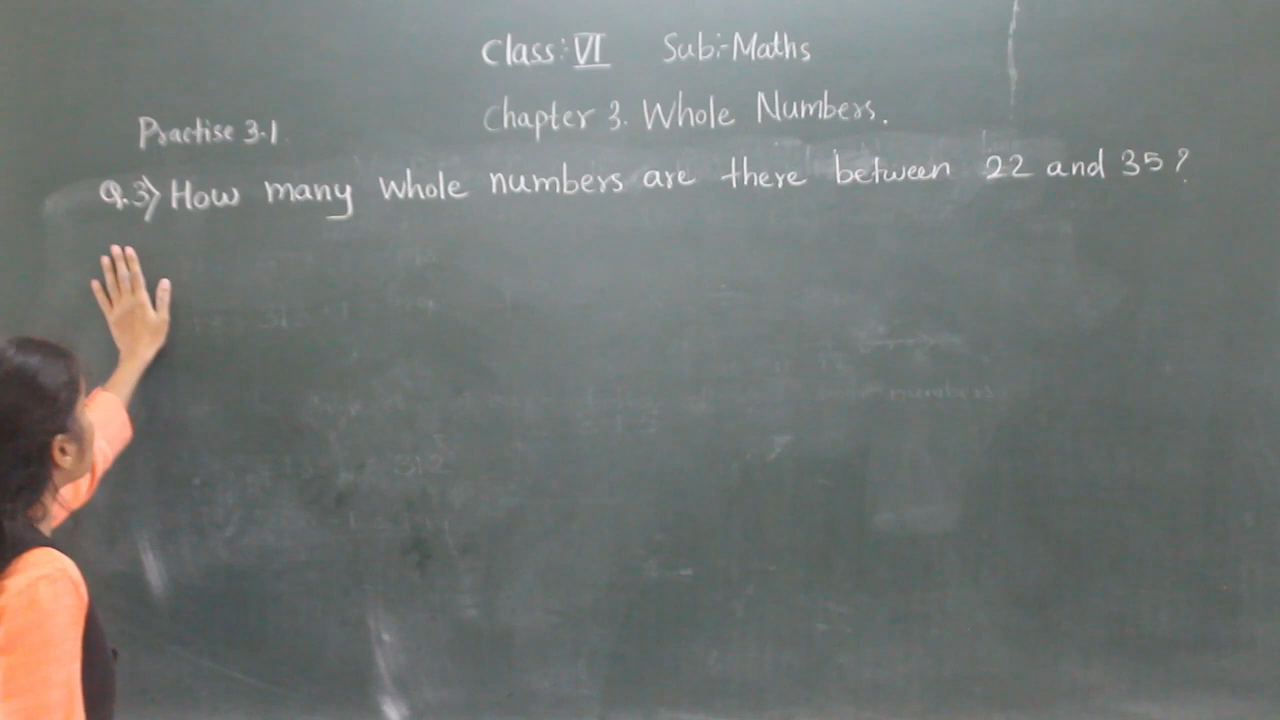 Class: VI Sub:-Maths
Chapter 3. Whole Numbers.
Practise 3.1
Q.3) How many whole numbers are there between 22 and 35?
numbers